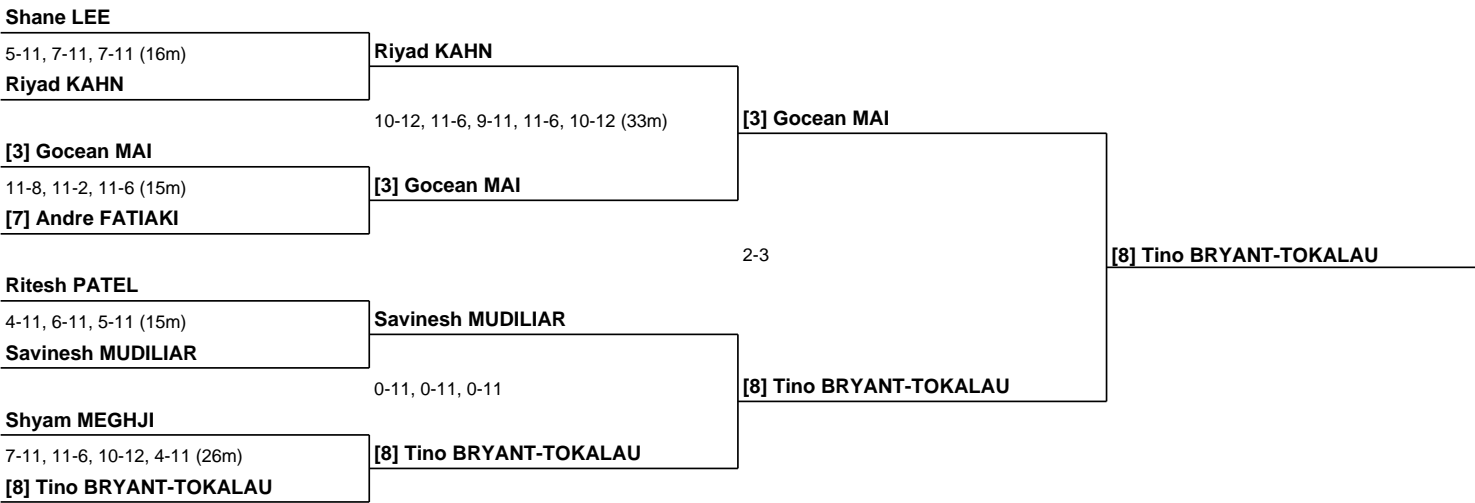 Shane LEE
5-11, 7-11, 7-11 (16m)
Riyad KAHN
Riyad KAHN
10-12, 11-6, 9-11, 11-6, 10-12 (33m)
[3] Gocean MAI
[3] Gocean MAI
11-8, 11-2, 11-6 (15m)
[3] Gocean MAI
[7] Andre FATIAKI
2-3
[8] Tino BRYANT-TOKALAU
Ritesh PATEL
4-11, 6-11, 5-11 (15m)
Savinesh MUDILIAR
Savinesh MUDILIAR
0-11, 0-11, 0-11
[8] Tino BRYANT-TOKALAU
Shyam MEGHJI
7-11, 11-6, 10-12, 4-11 (26m)
[8] Tino BRYANT-TOKALAU
[8] Tino BRYANT-TOKALAU